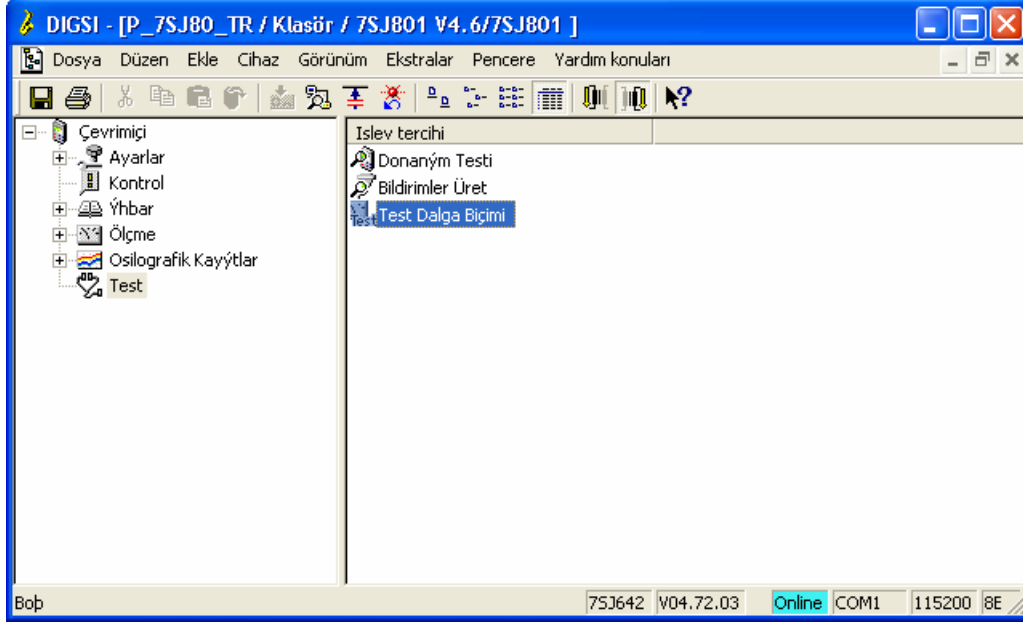 DIGSI - [P_7SJ80_TR / Klasör / 7SJ801 V4.6/7SJ801 ]
Dosya Düzen Ekle Cihaz Görünüm Ekstralar Pencere Yardım konuları
Çevrimiçi
Ayarlar
Kontrol
Ýhbar
Ölçme
Osilografik Kayýtlar
Test
Islev tercihi
Donaným Testi
Bildirimler Üret
Test Dalga Biçimi
Boþ 7SJ642 V04.72.03 Online COM1 115200 8E